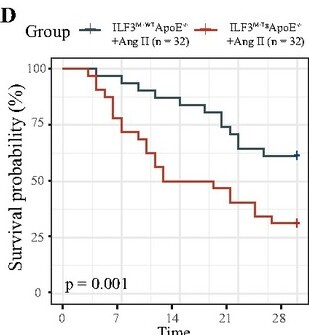 D
Group ILF3ᴹ⁻ᵂᵀApoE⁻/⁻ +Ang II (n = 32) ILF3ᴹ⁻ᵀᵍApoE⁻/⁻ +Ang II (n = 32)
Survival probability (%)
100
75
50
25
0
p = 0.001
0 7 14 21 28
Time